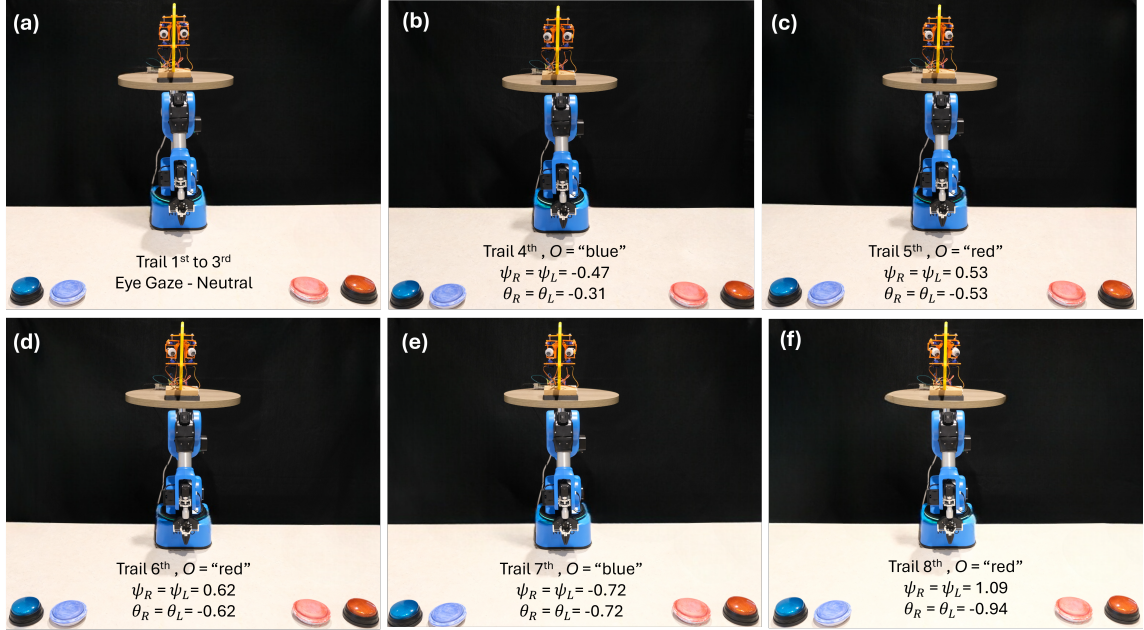 (a)
Trail 1st to 3rd
Eye Gaze - Neutral
(b)
Trail 4th , O = “blue”
ψR = ψL= -0.47
θR = θL= -0.31
(c)
Trail 5th , O = “red”
ψR = ψL= 0.53
θR = θL= -0.53
(d)
Trail 6th , O = “red”
ψR = ψL= 0.62
θR = θL= -0.62
(e)
Trail 7th , O = “blue”
ψR = ψL= -0.72
θR = θL= -0.72
(f)
Trail 8th , O = “red”
ψR = ψL= 1.09
θR = θL= -0.94